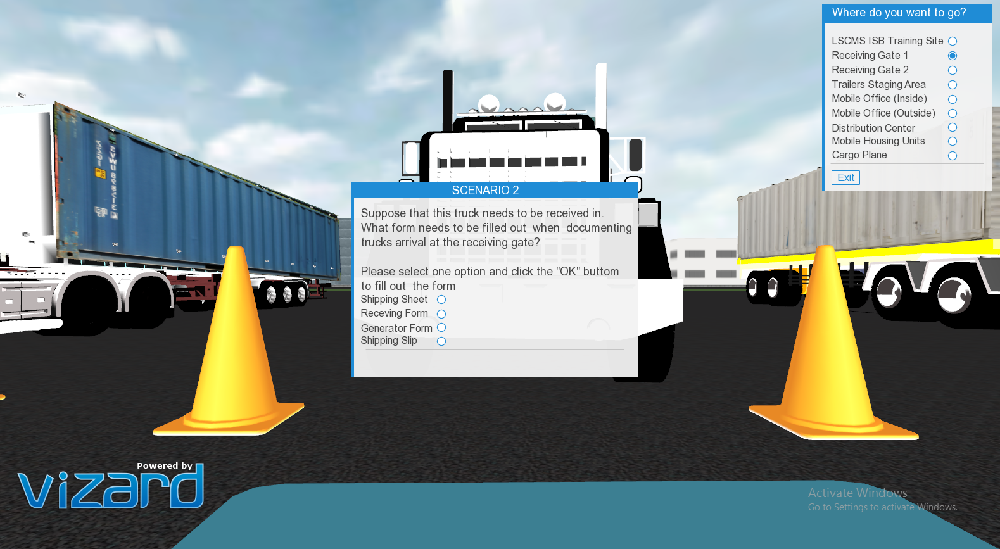 Where do you want to go?
LSCMS ISB Training Site
Receiving Gate 1
Receiving Gate 2
Trailers Staging Area
Mobile Office (Inside)
Mobile Office (Outside)
Distribution Center
Mobile Housing Units
Cargo Plane
Exit
SCENARIO 2
Suppose that this truck needs to be received in.
What form needs to be filled out when documenting
trucks arrival at the receiving gate?
Please select one option and click the "OK" buttom
to fill out the form
Shipping Sheet
Receving Form
Generator Form
Shipping Slip
Powered by
vizard
Activate Windows
Go to Settings to activate Windows.